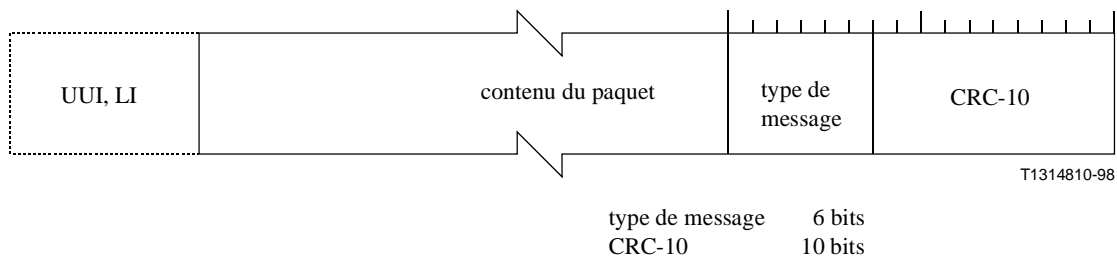 UUI, LI
contenu du paquet
type de
message
CRC-10
T1314810-98
type de message 6 bits
CRC-10 10 bits